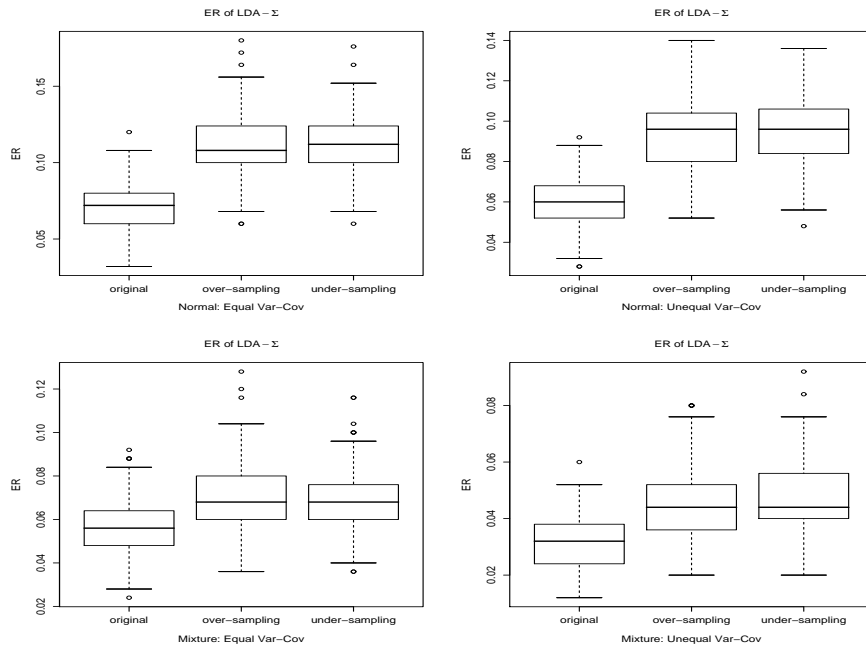 ER of LDA − Σ
ER
0.05
0.10
0.15
original
over−sampling
under−sampling
Normal: Equal Var−Cov
ER of LDA − Σ
ER
0.04
0.06
0.08
0.10
0.12
0.14
original
over−sampling
under−sampling
Normal: Unequal Var−Cov
ER of LDA − Σ
ER
0.02
0.04
0.06
0.08
0.10
0.12
original
over−sampling
under−sampling
Mixture: Equal Var−Cov
ER of LDA − Σ
ER
0.02
0.04
0.06
0.08
original
over−sampling
under−sampling
Mixture: Unequal Var−Cov